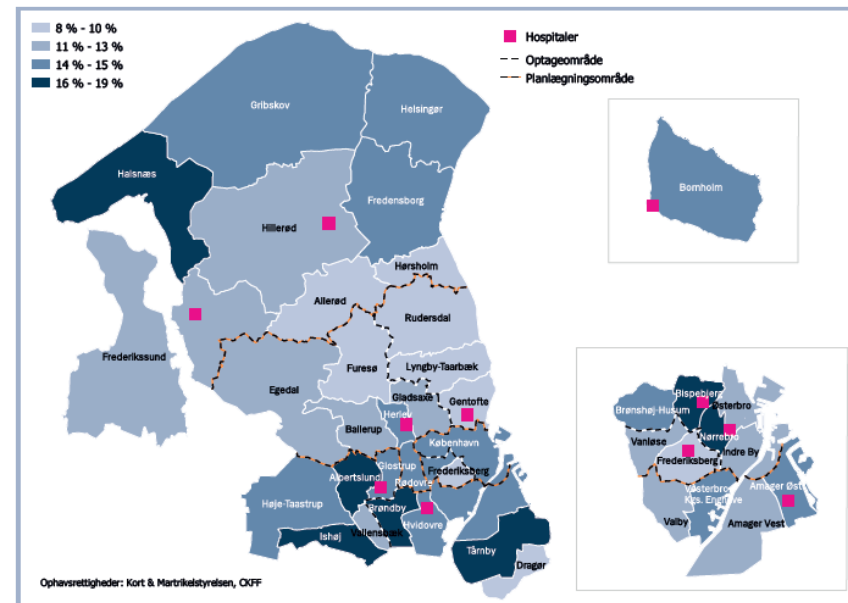 8 % - 10 %
11 % - 13 %
14 % - 15 %
16 % - 19 %
Hospitaler
Optageområde
Planlægningsområde
Gribskov
Helsingør
Halsnæs
Fredensborg
Hillerød
Hørsholm
Allerød
Rudersdal
Frederikssund
Furesø
Lyngby-Taarbæk
Egedal
Gladsaxe
Gentofte
Herlev
Ballerup
København
Glostrup
Frederiksberg
Albertslund
Rødovre
Høje-Taastrup
Brøndby
Hvidovre
Vallensbæk
Ishøj
Tårnby
Dragør
Bornholm
Bispebjerg
Brønshøj-Husum
Østerbro
Nørrebro
Vanløse
Indre By
Frederiksberg
Vesterbro
Kgs. Enghave
Amager Øst
Valby
Amager Vest
Ophavsrettigheder: Kort & Martrikelstyrelsen, CKFF